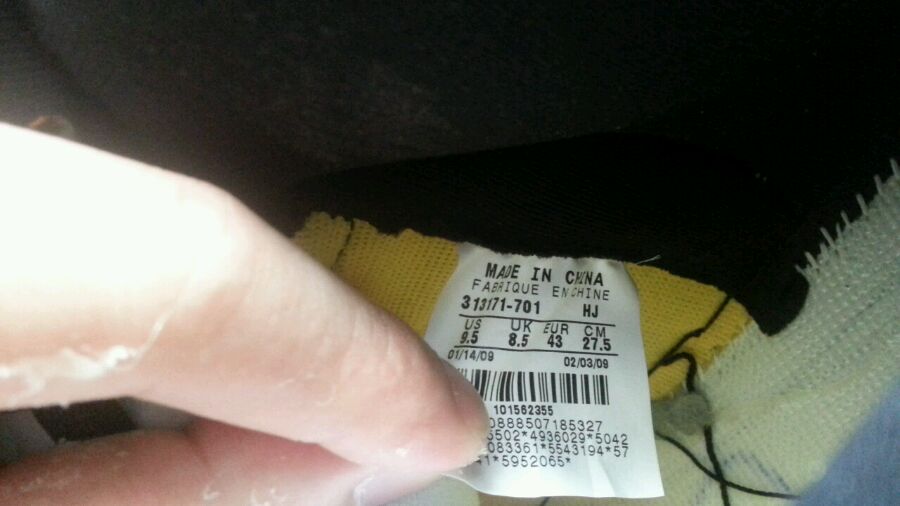 MADE IN CHINA
FABRIQUE EN CHINE
313171-701 HJ
US UK EUR CM
9.5 8.5 43 27.5
01/14/09 02/03/09
101562355
0888507185327
5502*4936029*5042
083361*5543194*57
41*5952065*